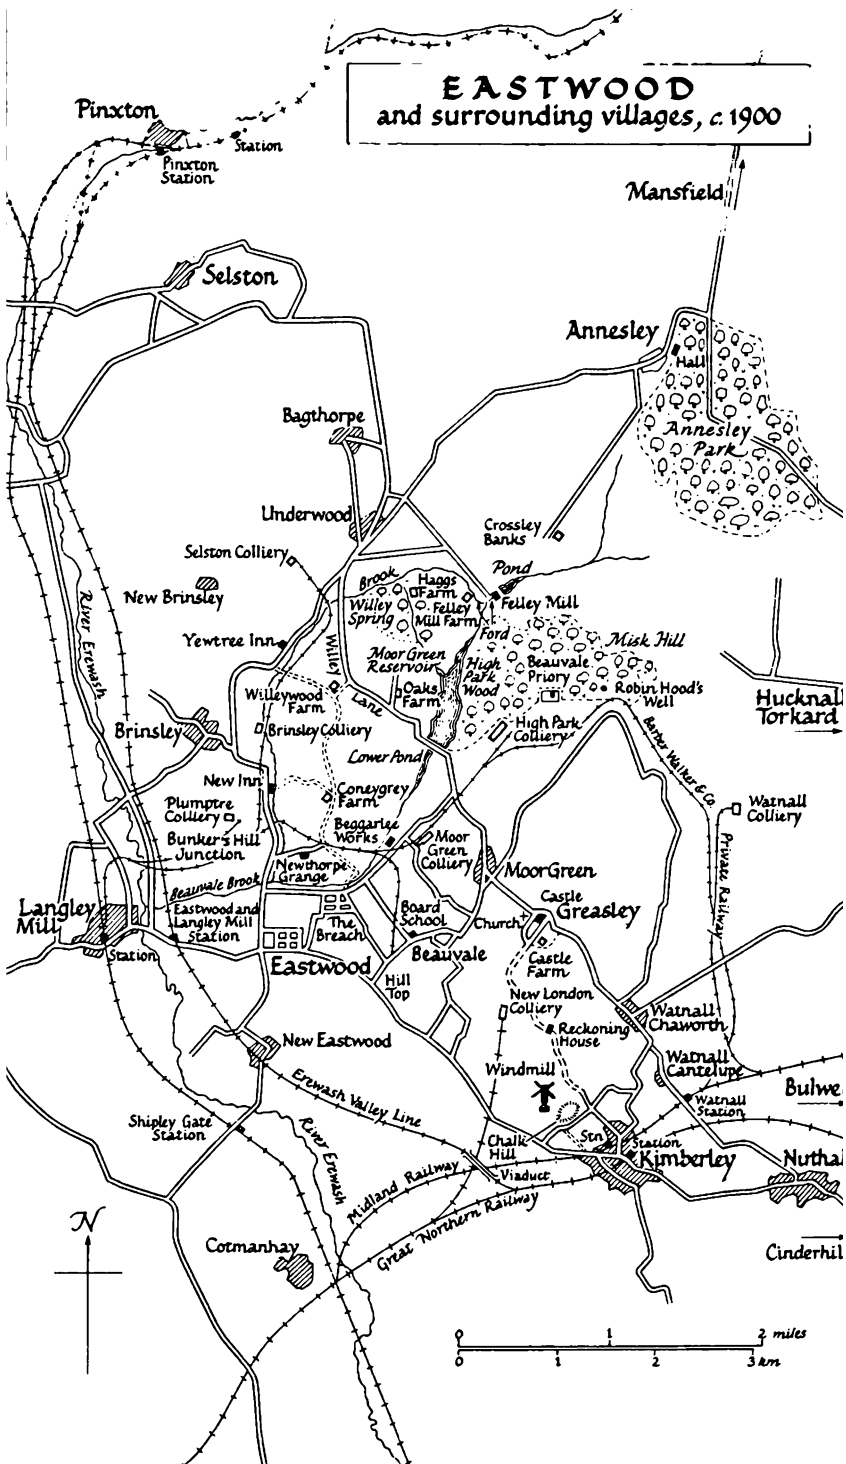 EASTWOOD
and surrounding villages, c. 1900
Pinxton
Station
Pinxton
Station
Mansfield
Selston
Annesley
Hall
Annesley
Park
Bagthorpe
Underwood
Crossley
Banks
Selston Colliery
Brook
Haggs
Farm
Pond
New Brinsley
Willey
Spring
Felley
Mill Farm
Felley Mill
River Erewash
Ford
Misk Hill
Yewtree Inn
Willey
Lane
Moor Green
Reservoir
High
Park
Wood
Beauvale
Priory
Robin Hood's
Well
Hucknall
Torkard
Willeywood
Farm
Oaks
Farm
Brinsley
Brinsley Colliery
High Park
Colliery
Barber Walker & Co.
Private Railway
Lower Pond
New Inn
Coneygrey
Farm
Plumptre
Colliery
Watnall
Colliery
Bunker's Hill
Junction
Beggarlee
Works
Moor
Green
Colliery
Newthorpe
Grange
Moor Green
Beauvale Brook
Langley
Mill
Eastwood and
Langley Mill
Station
The
Breach
Board
School
Castle
Church
Greasley
Station
Eastwood
Beauvale
Castle
Farm
Hill
Top
New London
Colliery
Watnall
Chaworth
New Eastwood
Reckoning
House
Windmill
Watnall
Cantelupe
Erewash Valley Line
Bulwe
Watnall
Station
Shipley Gate
Station
River Erewash
Chalk
Hill
Stn
Station
Kimberley
Nuthal
Midland Railway
Viaduct
Great Northern Railway
N
Cotmanhay
Cinderhil
0 1 2 miles
0 1 2 3 km